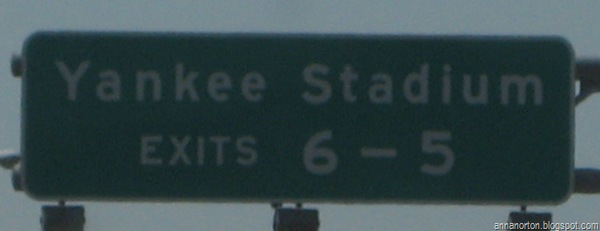 Yankee Stadium
EXITS 6 - 5
annanorton.blogspot.com